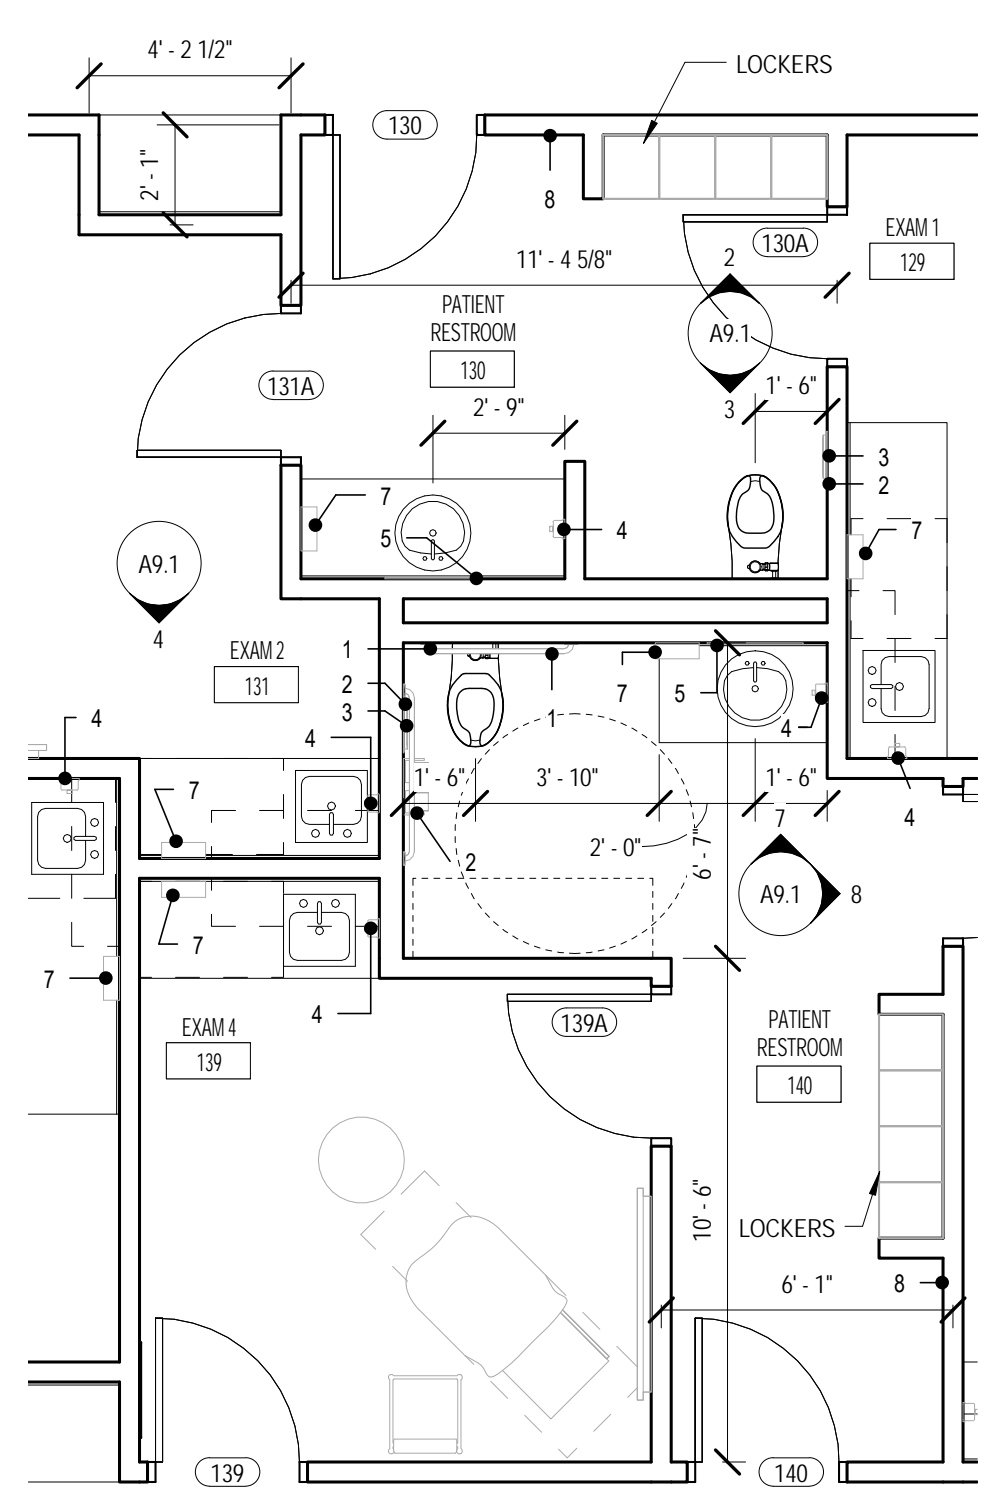 4' - 2 1/2"
LOCKERS
130
2' - 1"
8
EXAM 1
129
130A
11' - 4 5/8"
2
PATIENT
RESTROOM
130
A9.1
131A
1' - 6"
2' - 9"
3
3
2
7
5
4
7
A9.1
4
EXAM 2
131
1
2
3
7
1
5
4
4
4
7
1' - 6"
3' - 10"
1' - 6"
4
2
2' - 0"
6' - 7"
7
A9.1
8
7
4
7
EXAM 4
139
139A
PATIENT
RESTROOM
140
10' - 6"
LOCKERS
6' - 1"
8
139
140